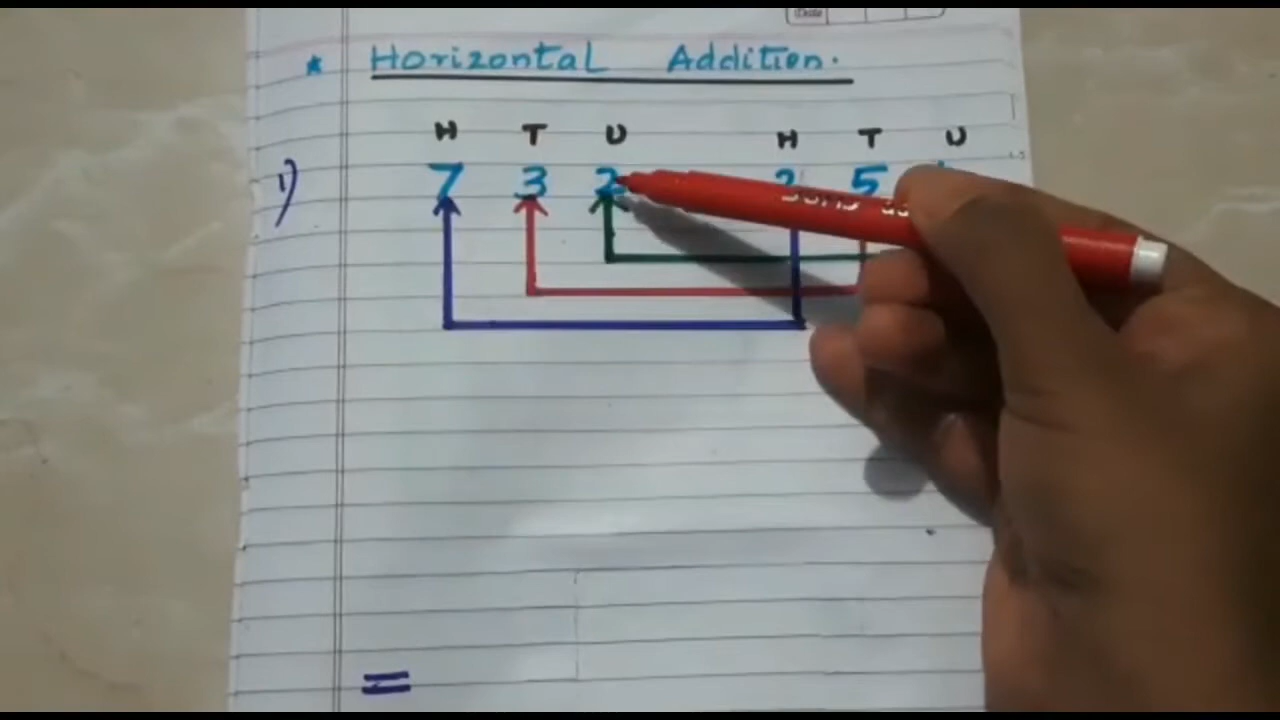 Date
* Horizontal Addition.
H T U H T U
1) 7 3 2 2 5
=